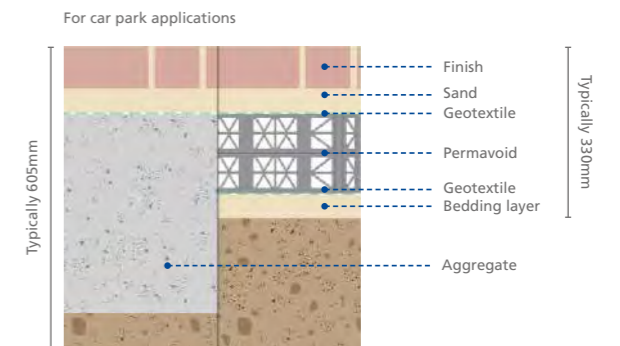 For car park applications
Typically 605mm
Finish
Sand
Geotextile
Permavoid
Geotextile
Bedding layer
Aggregate
Typically 330mm